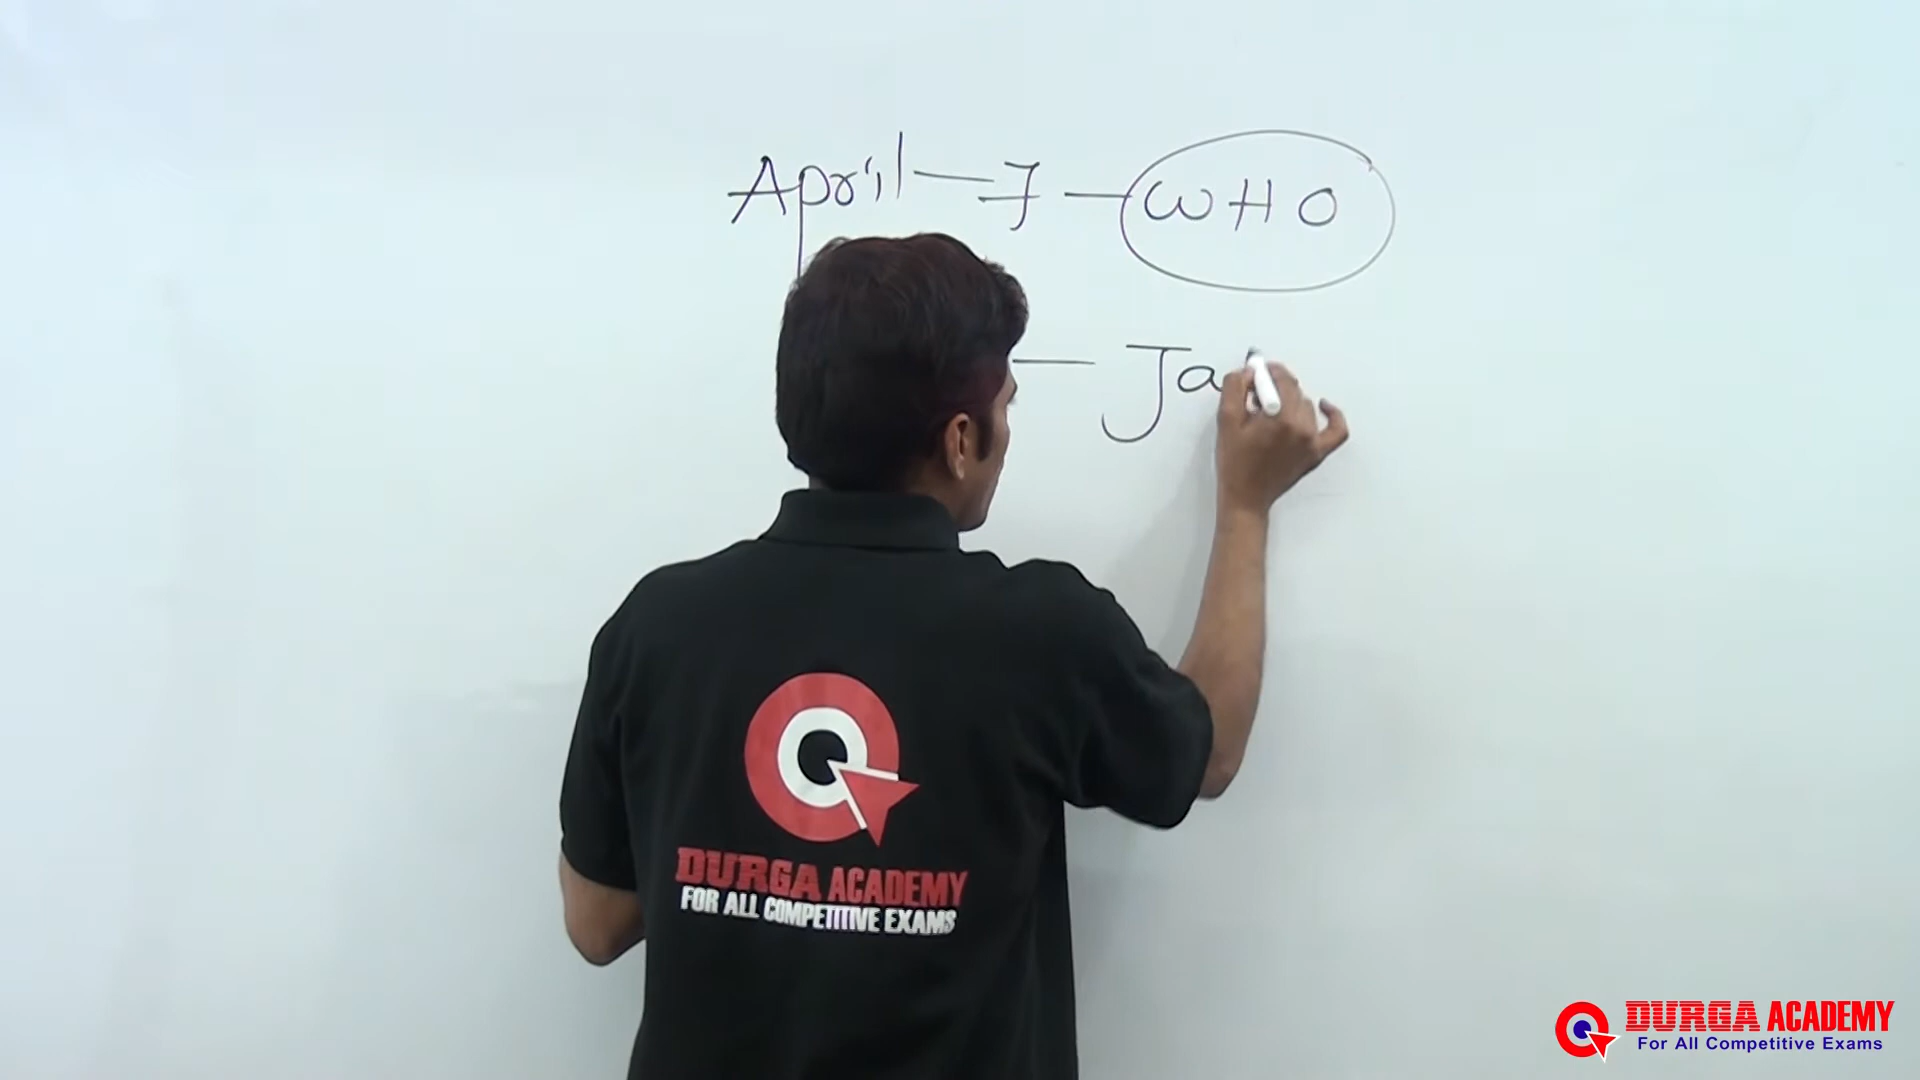 April — 7 — WHO
— Ja
DURGA ACADEMY
FOR ALL COMPETITIVE EXAMS
DURGA ACADEMY
For All Competitive Exams